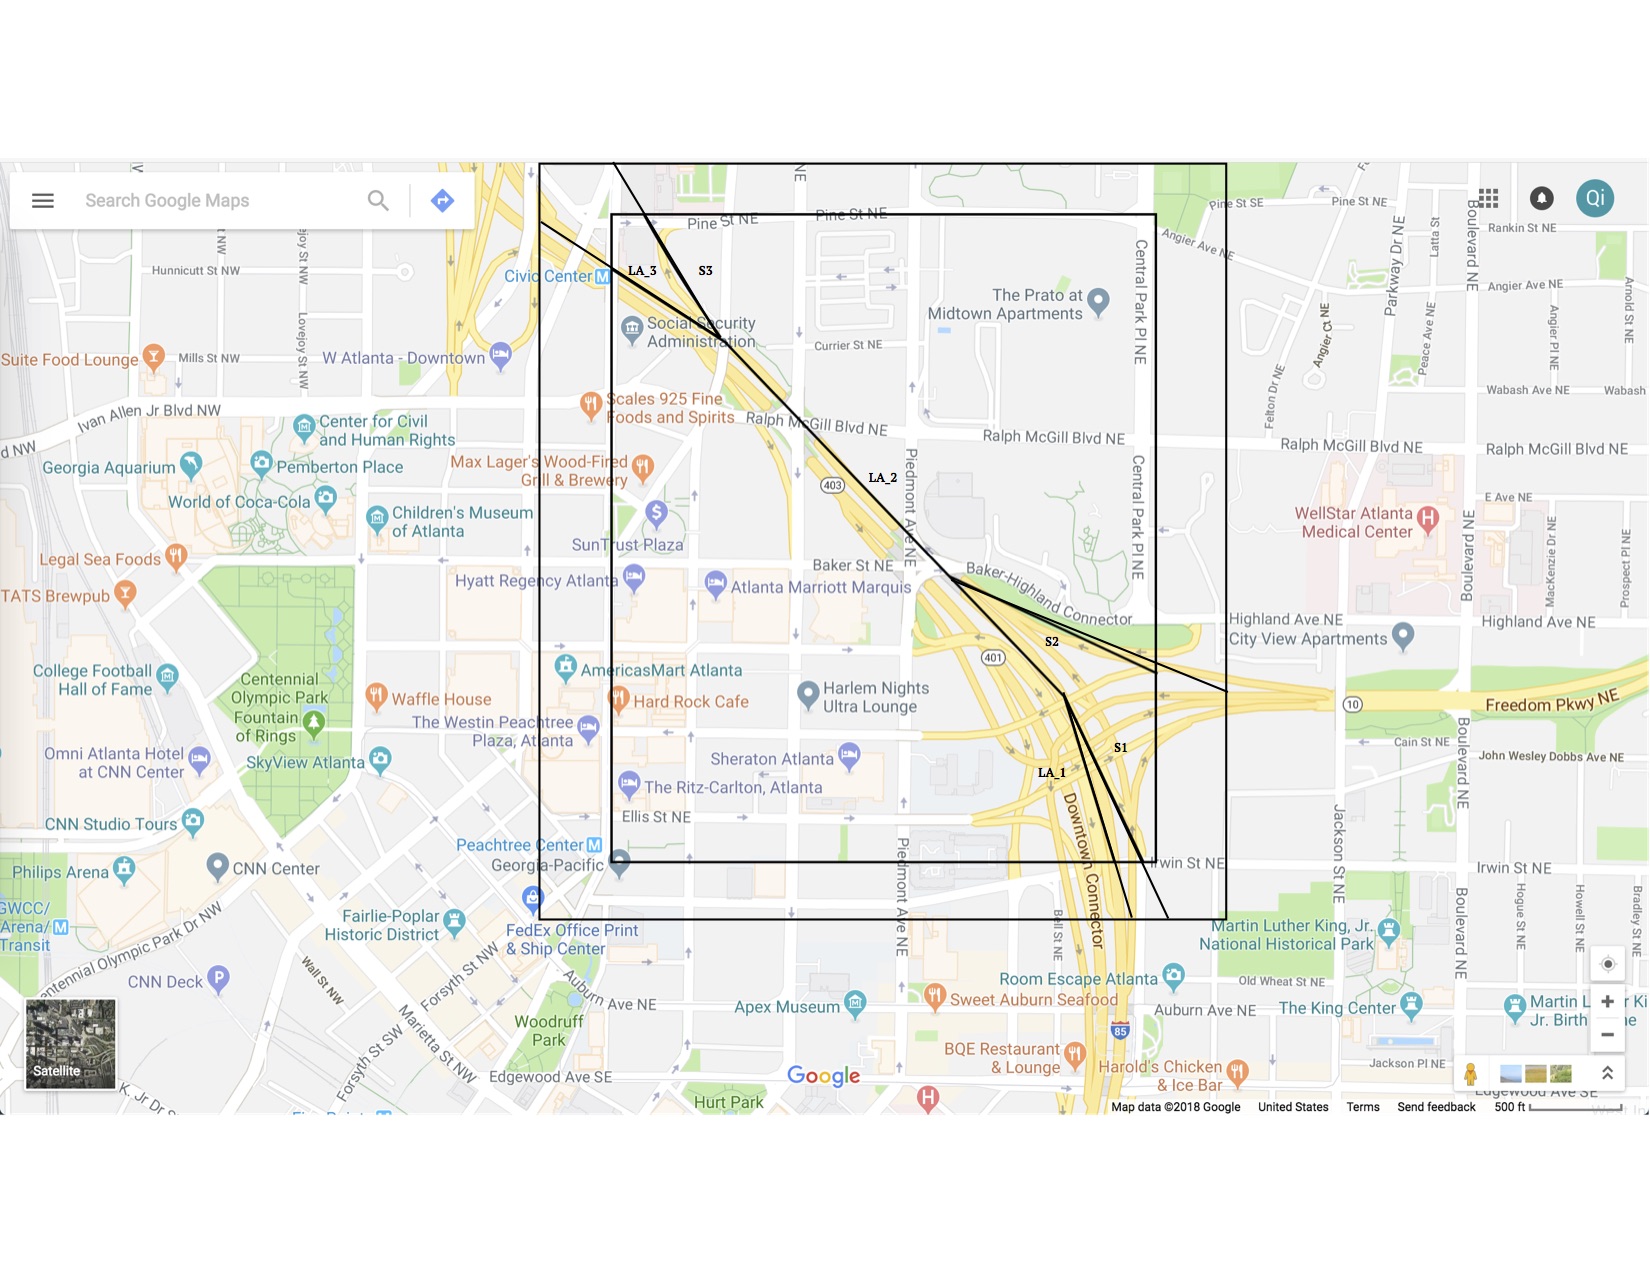 Search Google Maps
Qi
Hunnicutt St NW
Lovejoy St NW
Civic Center
M
LA_3
S3
Pine St NE
Pine St NE
NE
Pine St SE
Pine St NE
Angier Ave NE
Rankin St NE
Boulevard NE
Parkway Dr NE
Latta St
Angier Ave NE
Arnold St NE
Central Park Pl NE
The Prato at
Midtown Apartments
Social Security
Administration
Suite Food Lounge
Mills St NW
W Atlanta - Downtown
Currier St NE
Angier Ct NE
Peace Ave NE
Angier Pl NE
Felton Dr NE
Wabash Ave NE
Wabash
Ivan Allen Jr Blvd NW
d NW
Scales 925 Fine
Foods and Spirits
Ralph McGill Blvd NE
Ralph McGill Blvd NE
Ralph McGill Blvd NE
Ralph McGill Blvd NE
Center for Civil
and Human Rights
Georgia Aquarium
Pemberton Place
World of Coca-Cola
Max Lager's Wood-Fired
Grill & Brewery
403
LA_2
Piedmont Ave NE
Central Park Pl NE
Children's Museum
of Atlanta
SunTrust Plaza
WellStar Atlanta
Medical Center
H
E Ave NE
Boulevard NE
MacKenzie Dr NE
Prospect Pl NE
Legal Sea Foods
TATS Brewpub
Hyatt Regency Atlanta
Atlanta Marriott Marquis
Baker St NE
Baker-Highland Connector
Highland Ave NE
Highland Ave NE
City View Apartments
S2
401
College Football
Hall of Fame
Centennial
Olympic Park
Fountain
of Rings
AmericasMart Atlanta
Waffle House
Hard Rock Cafe
Harlem Nights
Ultra Lounge
The Westin Peachtree
Plaza, Atlanta
10
Freedom Pkwy NE
S1
LA_1
Cain St NE
Boulevard NE
John Wesley Dobbs Ave NE
Omni Atlanta Hotel
at CNN Center
SkyView Atlanta
Sheraton Atlanta
The Ritz-Carlton, Atlanta
Ellis St NE
CNN Studio Tours
Peachtree Center
M
Georgia-Pacific
Philips Arena
CNN Center
Downtown Connector
Piedmont Ave NE
Irwin St NE
Irwin St NE
Jackson St NE
Boulevard NE
Hogue St NE
Howell St NE
Bradley St NE
GWCC/
Arena/
Transit
M
Fairlie-Poplar
Historic District
FedEx Office Print
& Ship Center
Bell St NE
Martin Luther King, Jr.
National Historical Park
Centennial Olympic Park Dr NW
CNN Deck
P
Wall St NW
Forsyth St NW
Auburn Ave NE
Apex Museum
Room Escape Atlanta
Old Wheat St NE
Sweet Auburn Seafood
Auburn Ave NE
The King Center
Martin L
r Ki
Jr. Birth
me
Woodruff
Park
85
Marietta St NW
Forsyth St SW
BQE Restaurant
& Lounge
Harold's Chicken
& Ice Bar
Jackson Pl NE
Satellite
K. Jr Dr S
Edgewood Ave SE
Google
Edgewood Ave SE
Hurt Park
H
Map data ©2018 Google
United States
Terms
Send feedback
500 ft